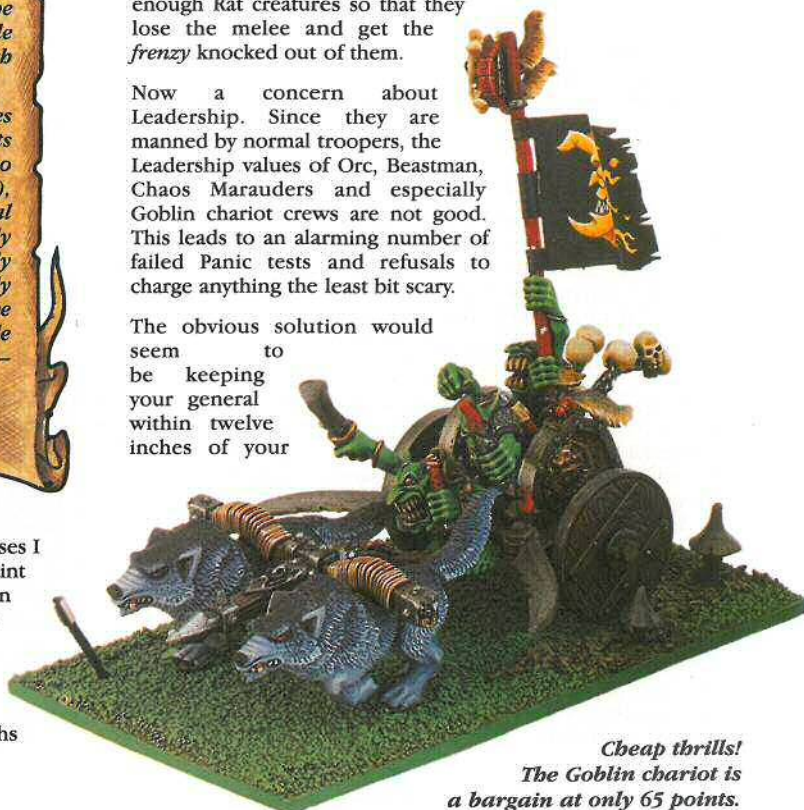 enough Rat creatures so that they
lose the melee and get the
frenzy knocked out of them.
Now a concern about
Leadership. Since they are
manned by normal troopers, the
Leadership values of Orc, Beastman,
Chaos Marauders and especially
Goblin chariot crews are not good.
This leads to an alarming number of
failed Panic tests and refusals to
charge anything the least bit scary.
The obvious solution would
seem to
be keeping
your general
within twelve
inches of your
Cheap thrills!
The Goblin chariot is
a bargain at only 65 points.